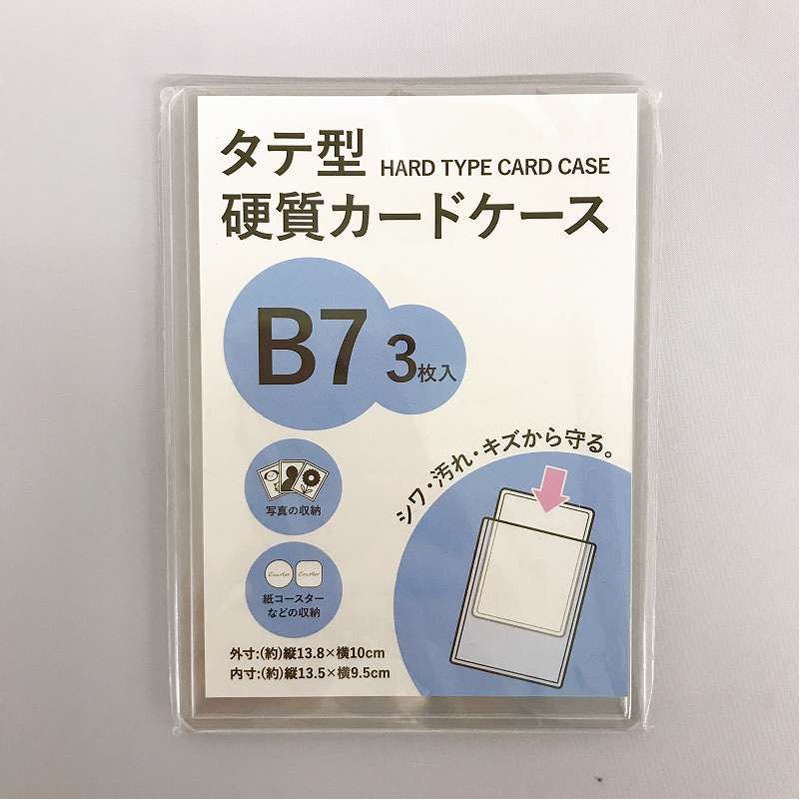 タテ型 HARD TYPE CARD CASE
硬質カードケース
B7 3枚入
シワ・汚れ・キズから守る。
写真の収納
Coaster Coaster
紙コースター
などの収納
外寸:(約)縦13.8×横10cm
内寸:(約)縦13.5×横9.5cm